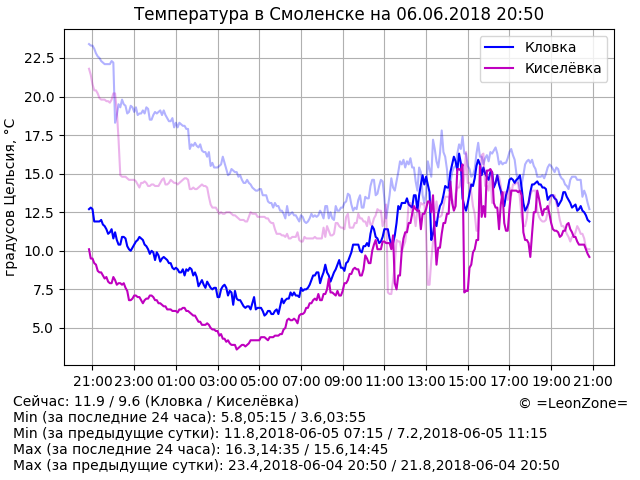 Температура в Смоленске на 06.06.2018 20:50
Кловка
Киселёвка
градусов Цельсия, °C
22.5
20.0
17.5
15.0
12.5
10.0
7.5
5.0
21:00 23:00 01:00 03:00 05:00 07:00 09:00 11:00 13:00 15:00 17:00 19:00 21:00
Сейчас: 11.9 / 9.6 (Кловка / Киселёвка)
© =LeonZone=
Min (за последние 24 часа): 5.8,05:15 / 3.6,03:55
Min (за предыдущие сутки): 11.8,2018-06-05 07:15 / 7.2,2018-06-05 11:15
Max (за последние 24 часа): 16.3,14:35 / 15.6,14:45
Max (за предыдущие сутки): 23.4,2018-06-04 20:50 / 21.8,2018-06-04 20:50